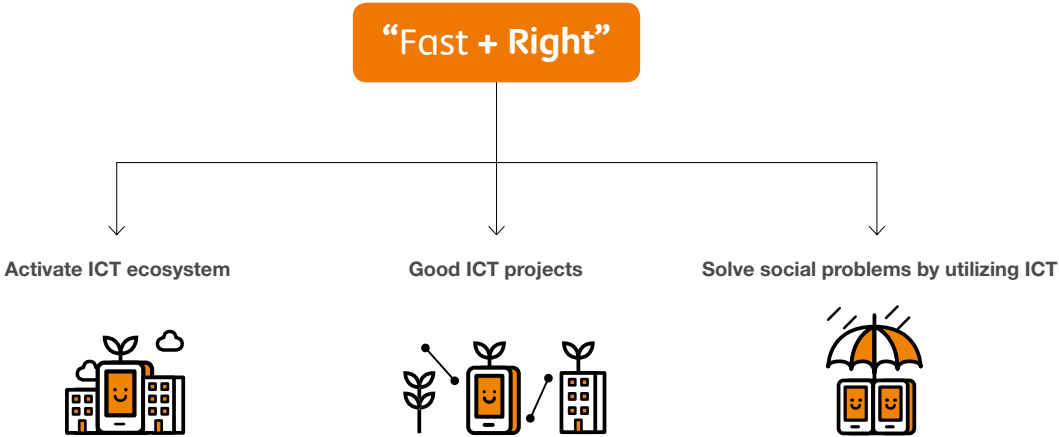 “Fast + Right”
Activate ICT ecosystem
Good ICT projects
Solve social problems by utilizing ICT